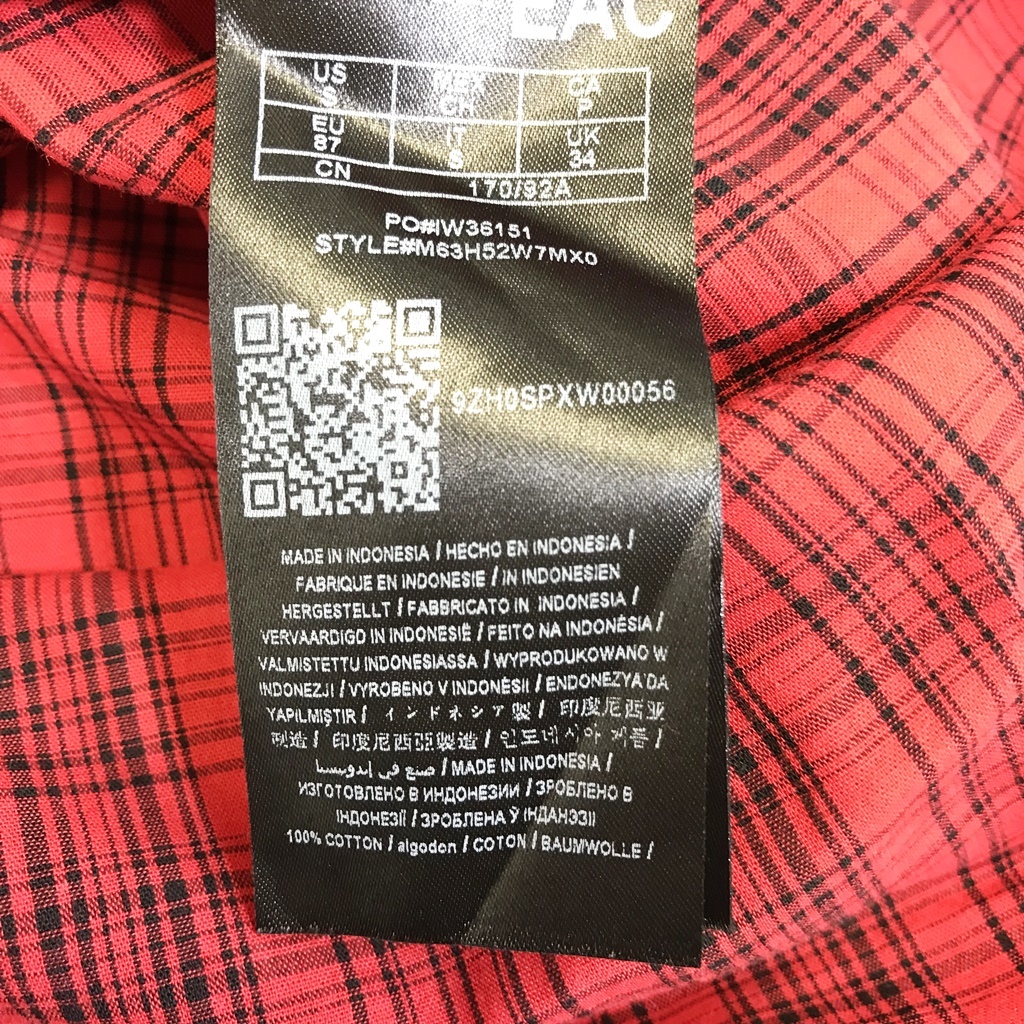 EAC
US MEX CA
S CH P
EU IT UK
87 S 34
CN 170/92A
PO#IW36151
STYLE#M63H52W7MX0
9ZH0SPXW00056
MADE IN INDONESIA / HECHO EN INDONESIA /
FABRIQUE EN INDONESIE / IN INDONESIEN
HERGESTELLT / FABBRICATO IN INDONESIA /
VERVAARDIGD IN INDONESIË / FEITO NA INDONÉSIA /
VALMISTETTU INDONESIASSA / WYPRODUKOWANO W
INDONEZJI / VYROBENO V INDONÉSII / ENDONEZYA'DA
YAPILMIŞTIR / インドネシア製 / 印度尼西亚
制造 / 印度尼西亞製造 / 인도네시아 제품 /
صنع في إندونيسيا / MADE IN INDONESIA /
ИЗГОТОВЛЕНО В ИНДОНЕЗИИ / ЗРОБЛЕНО В
ІНДОНЕЗІЇ / ЗРОБЛЕНА Ў ІНДАНЭЗІІ
100% COTTON / algodon / COTON / BAUMWOLLE /